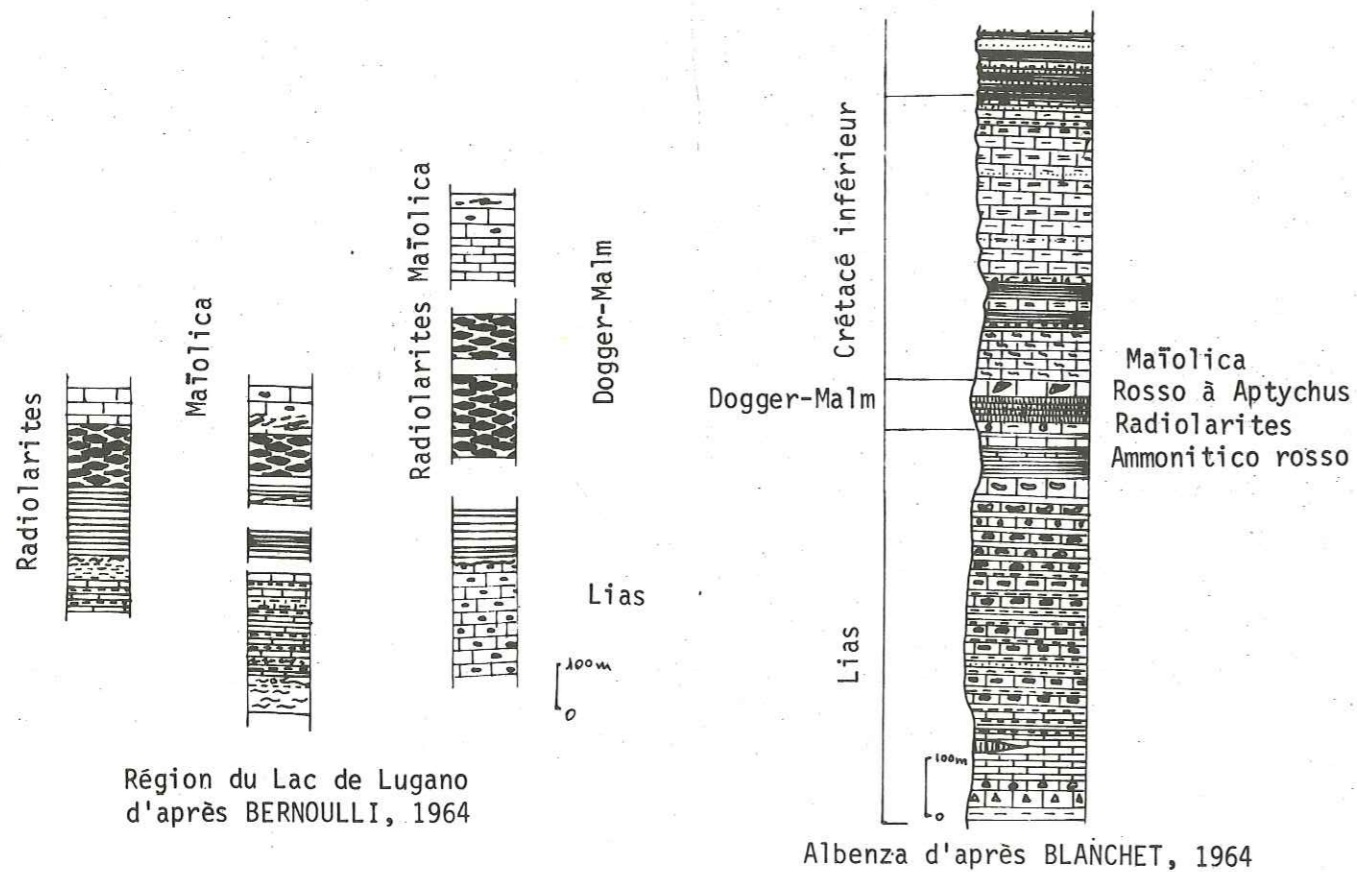 Radiolarites
Maïolica
Radiolarites Maïolica
Dogger-Malm
Lias
100m
0
Région du Lac de Lugano
d'après BERNOULLI, 1964
Crétacé inférieur
Dogger-Malm
Lias
Maïolica
Rosso à Aptychus
Radiolarites
Ammonitico rosso
100m
0
Albenza d'après BLANCHET, 1964